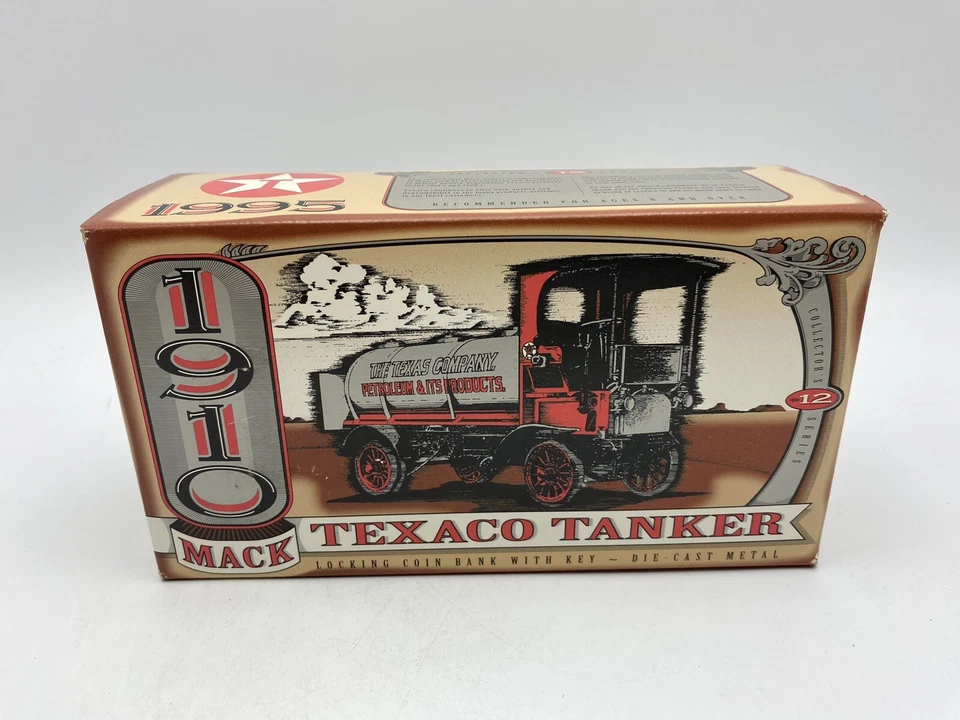 1995
RECOMMENDED FOR AGES 8 AND OVER
1910
MACK
THE TEXAS COMPANY,
PETROLEUM & ITS PRODUCTS.
COLLECTOR'S
#12
SERIES
TEXACO TANKER
LOCKING COIN BANK WITH KEY ~ DIE-CAST METAL